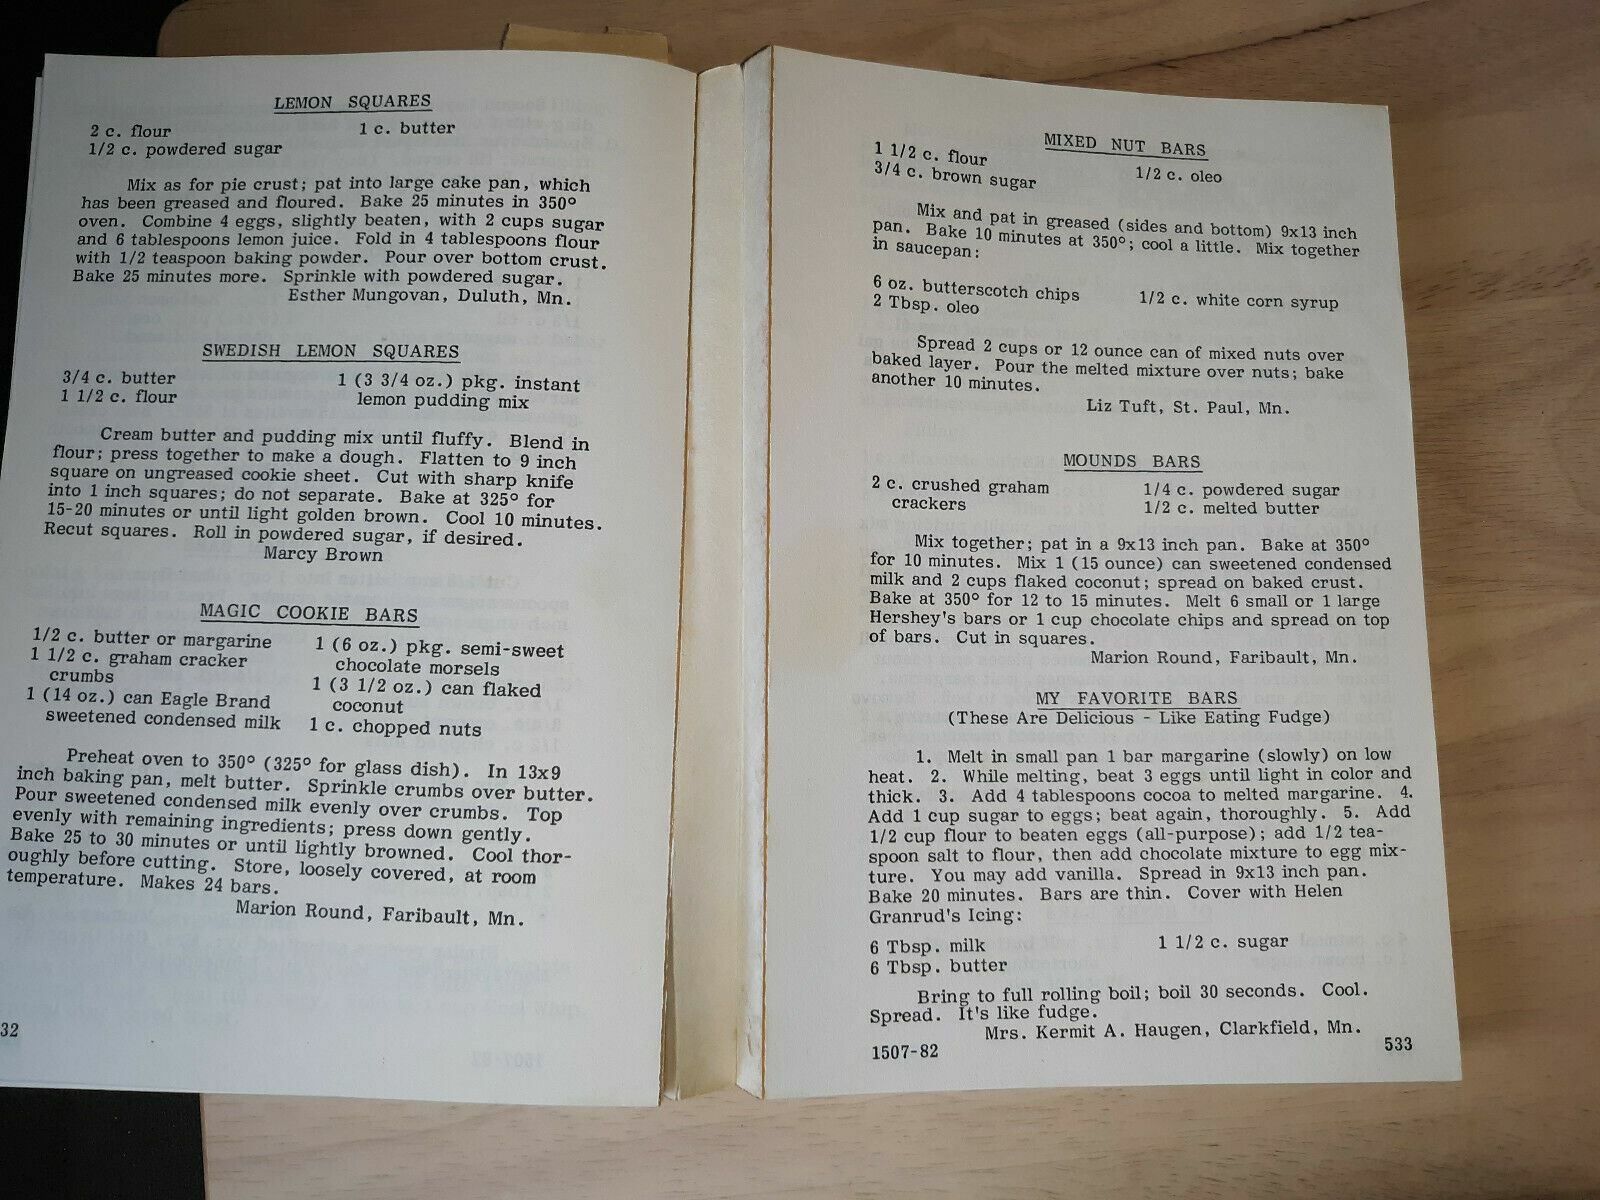 LEMON SQUARES
2 c. flour 1 c. butter
1/2 c. powdered sugar
Mix as for pie crust; pat into large cake pan, which
has been greased and floured. Bake 25 minutes in 350°
oven. Combine 4 eggs, slightly beaten, with 2 cups sugar
and 6 tablespoons lemon juice. Fold in 4 tablespoons flour
with 1/2 teaspoon baking powder. Pour over bottom crust.
Bake 25 minutes more. Sprinkle with powdered sugar.
Esther Mungovan, Duluth, Mn.
SWEDISH LEMON SQUARES
3/4 c. butter 1 (3 3/4 oz.) pkg. instant
1 1/2 c. flour lemon pudding mix
Cream butter and pudding mix until fluffy. Blend in
flour; press together to make a dough. Flatten to 9 inch
square on ungreased cookie sheet. Cut with sharp knife
into 1 inch squares; do not separate. Bake at 325° for
15-20 minutes or until light golden brown. Cool 10 minutes.
Recut squares. Roll in powdered sugar, if desired.
Marcy Brown
MAGIC COOKIE BARS
1/2 c. butter or margarine 1 (6 oz.) pkg. semi-sweet
1 1/2 c. graham cracker chocolate morsels
crumbs 1 (3 1/2 oz.) can flaked
1 (14 oz.) can Eagle Brand coconut
sweetened condensed milk 1 c. chopped nuts
Preheat oven to 350° (325° for glass dish). In 13x9
inch baking pan, melt butter. Sprinkle crumbs over butter.
Pour sweetened condensed milk evenly over crumbs. Top
evenly with remaining ingredients; press down gently.
Bake 25 to 30 minutes or until lightly browned. Cool thor-
oughly before cutting. Store, loosely covered, at room
temperature. Makes 24 bars.
Marion Round, Faribault, Mn.
32
MIXED NUT BARS
1 1/2 c. flour 1/2 c. oleo
3/4 c. brown sugar
Mix and pat in greased (sides and bottom) 9x13 inch
pan. Bake 10 minutes at 350°; cool a little. Mix together
in saucepan:
6 oz. butterscotch chips 1/2 c. white corn syrup
2 Tbsp. oleo
Spread 2 cups or 12 ounce can of mixed nuts over
baked layer. Pour the melted mixture over nuts; bake
another 10 minutes.
Liz Tuft, St. Paul, Mn.
MOUNDS BARS
2 c. crushed graham 1/4 c. powdered sugar
crackers 1/2 c. melted butter
Mix together; pat in a 9x13 inch pan. Bake at 350°
for 10 minutes. Mix 1 (15 ounce) can sweetened condensed
milk and 2 cups flaked coconut; spread on baked crust.
Bake at 350° for 12 to 15 minutes. Melt 6 small or 1 large
Hershey's bars or 1 cup chocolate chips and spread on top
of bars. Cut in squares.
Marion Round, Faribault, Mn.
MY FAVORITE BARS
(These Are Delicious - Like Eating Fudge)
1. Melt in small pan 1 bar margarine (slowly) on low
heat. 2. While melting, beat 3 eggs until light in color and
thick. 3. Add 4 tablespoons cocoa to melted margarine. 4.
Add 1 cup sugar to eggs; beat again, thoroughly. 5. Add
1/2 cup flour to beaten eggs (all-purpose); add 1/2 tea-
spoon salt to flour, then add chocolate mixture to egg mix-
ture. You may add vanilla. Spread in 9x13 inch pan.
Bake 20 minutes. Bars are thin. Cover with Helen
Granrud's Icing:
6 Tbsp. milk 1 1/2 c. sugar
6 Tbsp. butter
Bring to full rolling boil; boil 30 seconds. Cool.
Spread. It's like fudge.
Mrs. Kermit A. Haugen, Clarkfield, Mn.
1507-82 533